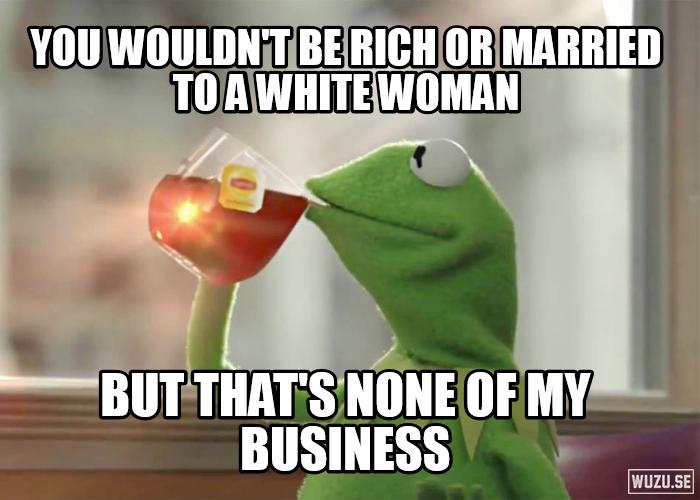 YOU WOULDN'T BE RICH OR MARRIED
TO A WHITE WOMAN
BUT THAT'S NONE OF MY
BUSINESS
WUZU.SE